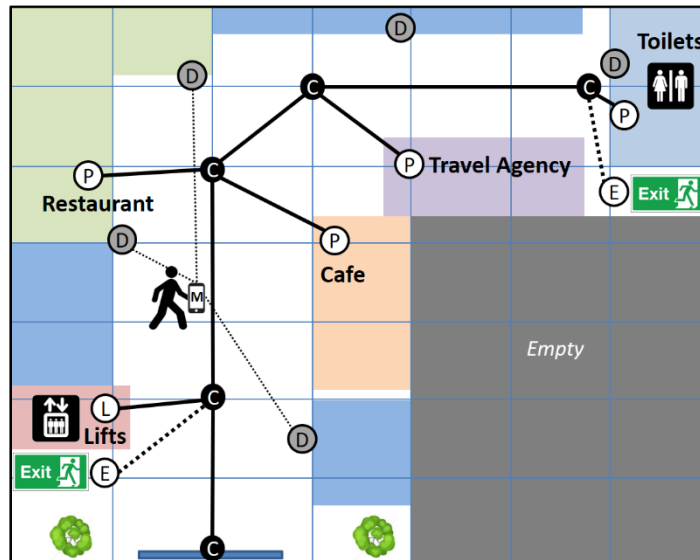 D
D
Toilets
D
C
C
P
C
P
Travel Agency
P
Restaurant
E
Exit
D
P
Cafe
M
Empty
L
Lifts
C
D
Exit
E
C